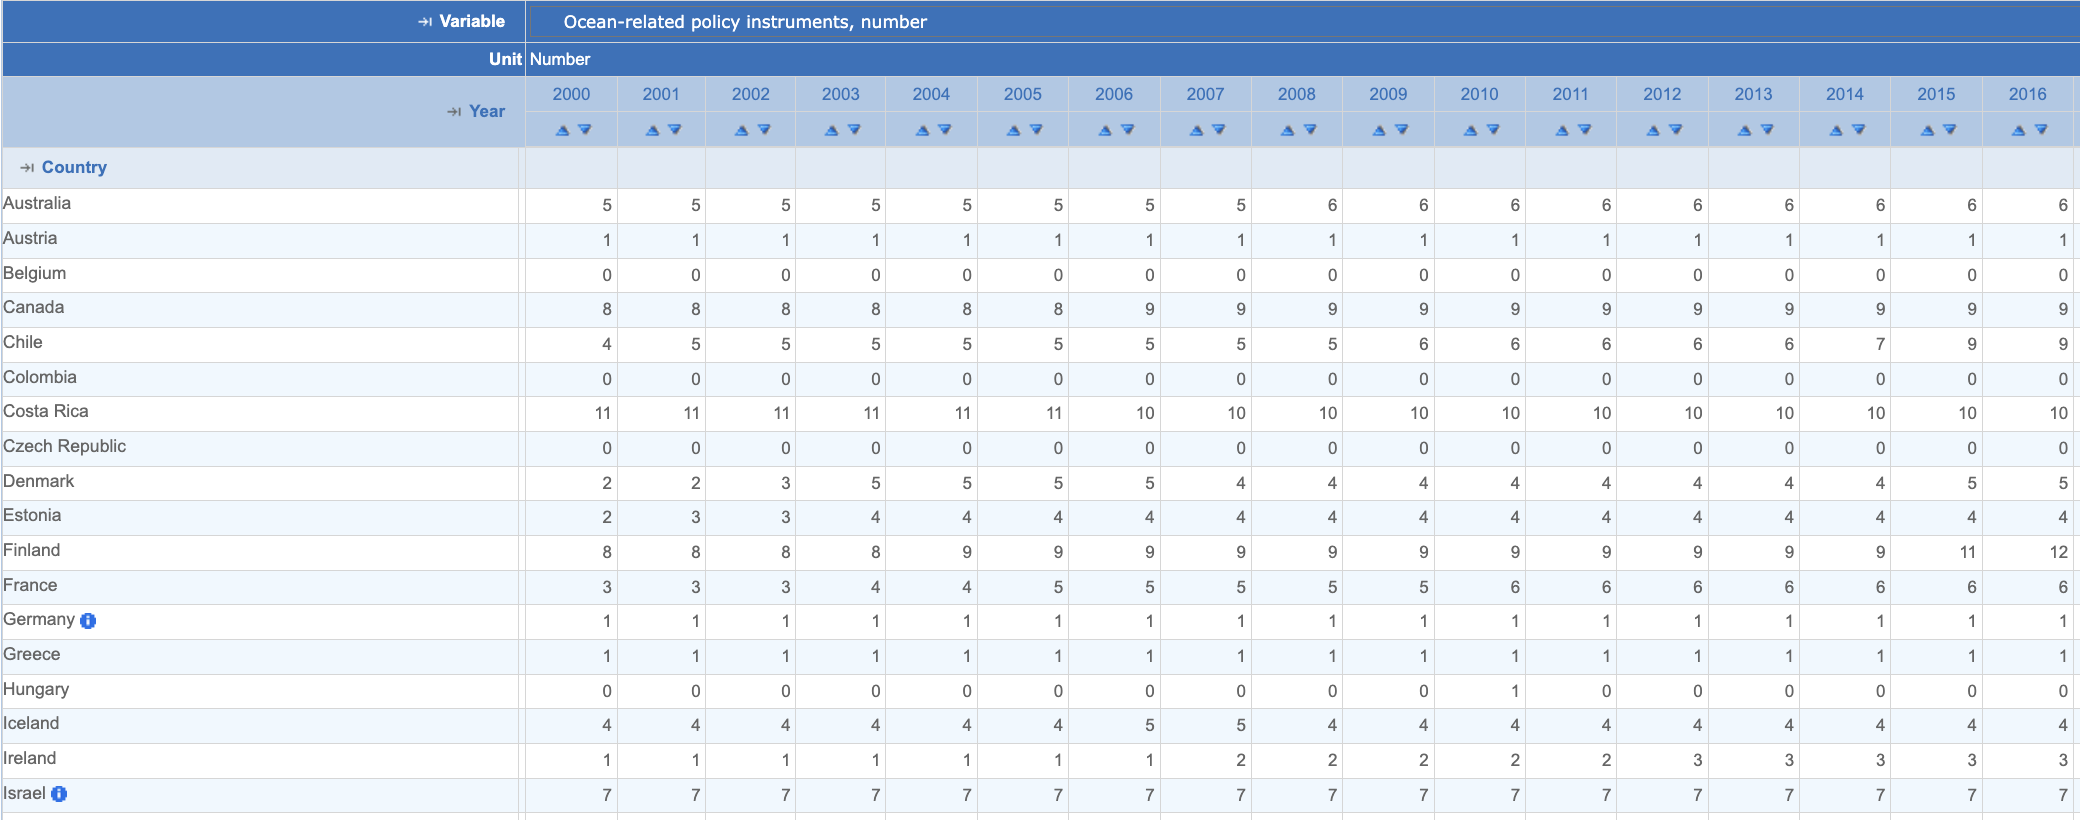 Variable Ocean-related policy instruments, number
Unit Number
Year 2000 2001 2002 2003 2004 2005 2006 2007 2008 2009 2010 2011 2012 2013 2014 2015 2016
Country
Australia 5 5 5 5 5 5 5 5 6 6 6 6 6 6 6 6 6
Austria 1 1 1 1 1 1 1 1 1 1 1 1 1 1 1 1 1
Belgium 0 0 0 0 0 0 0 0 0 0 0 0 0 0 0 0 0
Canada 8 8 8 8 8 8 9 9 9 9 9 9 9 9 9 9 9
Chile 4 5 5 5 5 5 5 5 5 6 6 6 6 6 7 9 9
Colombia 0 0 0 0 0 0 0 0 0 0 0 0 0 0 0 0 0
Costa Rica 11 11 11 11 11 11 10 10 10 10 10 10 10 10 10 10 10
Czech Republic 0 0 0 0 0 0 0 0 0 0 0 0 0 0 0 0 0
Denmark 2 2 3 5 5 5 5 4 4 4 4 4 4 4 4 5 5
Estonia 2 3 3 4 4 4 4 4 4 4 4 4 4 4 4 4 4
Finland 8 8 8 8 9 9 9 9 9 9 9 9 9 9 9 11 12
France 3 3 3 4 4 5 5 5 5 5 6 6 6 6 6 6 6
Germany 1 1 1 1 1 1 1 1 1 1 1 1 1 1 1 1 1
Greece 1 1 1 1 1 1 1 1 1 1 1 1 1 1 1 1 1
Hungary 0 0 0 0 0 0 0 0 0 0 1 0 0 0 0 0 0
Iceland 4 4 4 4 4 4 5 5 4 4 4 4 4 4 4 4 4
Ireland 1 1 1 1 1 1 1 2 2 2 2 2 3 3 3 3 3
Israel 7 7 7 7 7 7 7 7 7 7 7 7 7 7 7 7 7